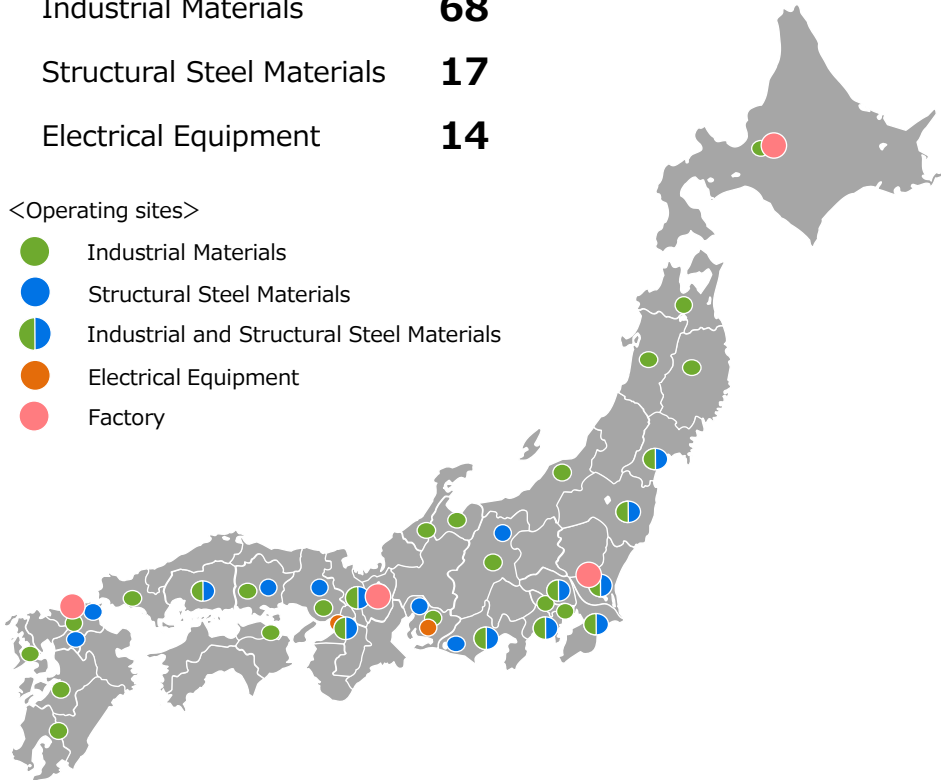 Industrial Materials 68
Structural Steel Materials 17
Electrical Equipment 14
<Operating sites>
Industrial Materials
Structural Steel Materials
Industrial and Structural Steel Materials
Electrical Equipment
Factory